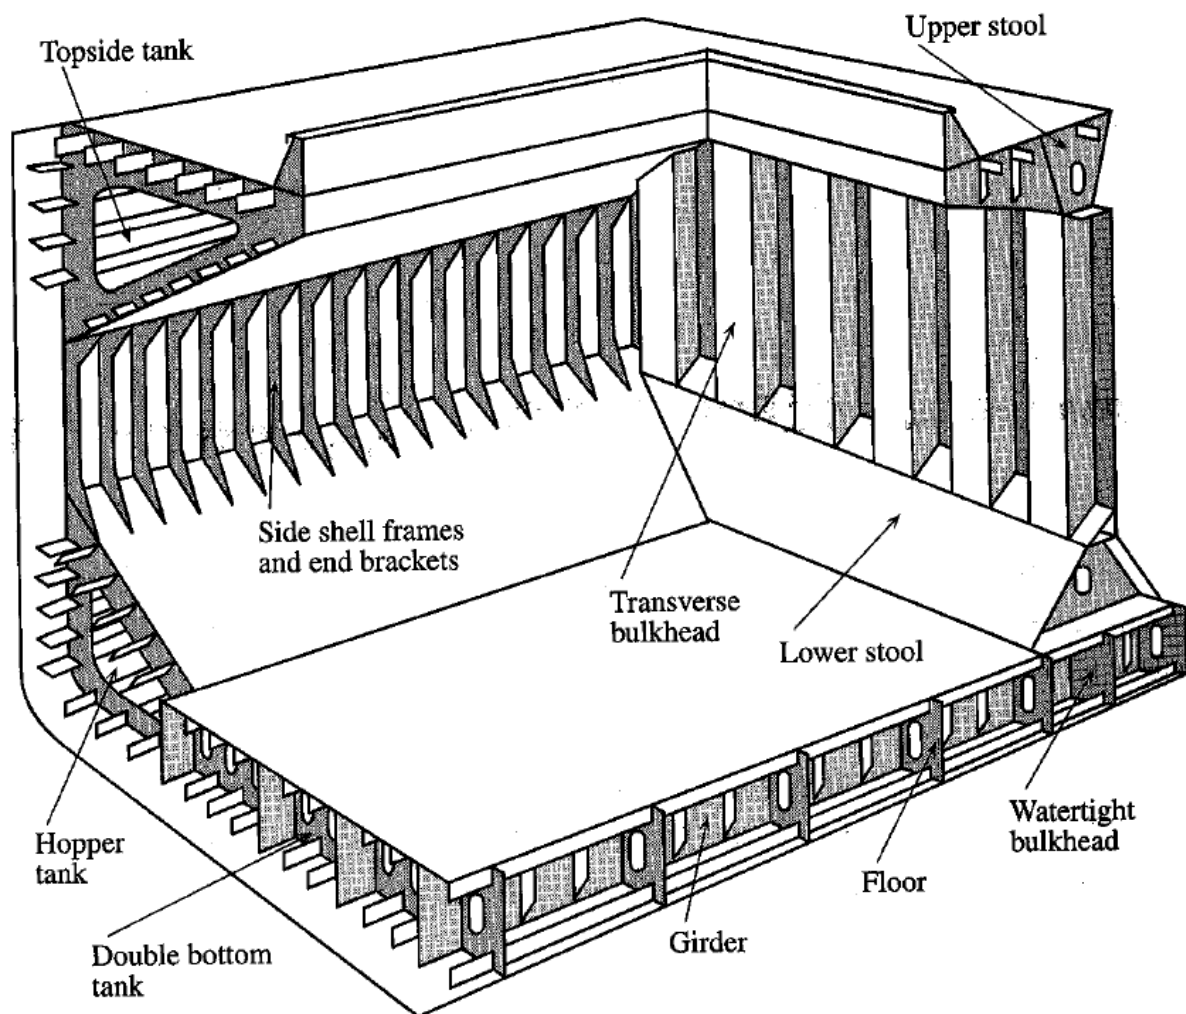 Topside tank
Upper stool
Side shell frames
and end brackets
Transverse
bulkhead
Lower stool
Hopper
tank
Double bottom
tank
Girder
Floor
Watertight
bulkhead